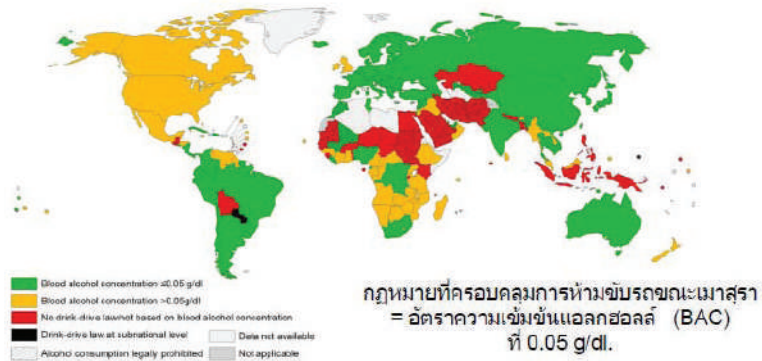 Blood alcohol concentration ≤0.05 g/dl
Blood alcohol concentration >0.05g/dl
No drink-drive law/not based on blood alcohol concentration
Drink-drive law at subnational level
Data not available
Alcohol consumption legally prohibited
Not applicable
กฎหมายที่ครอบคลุมการห้ามขับรถขณะเมาสุรา
= อัตราความเข้มข้นแอลกฮอลล์ (BAC)
ที่ 0.05 g/dl.